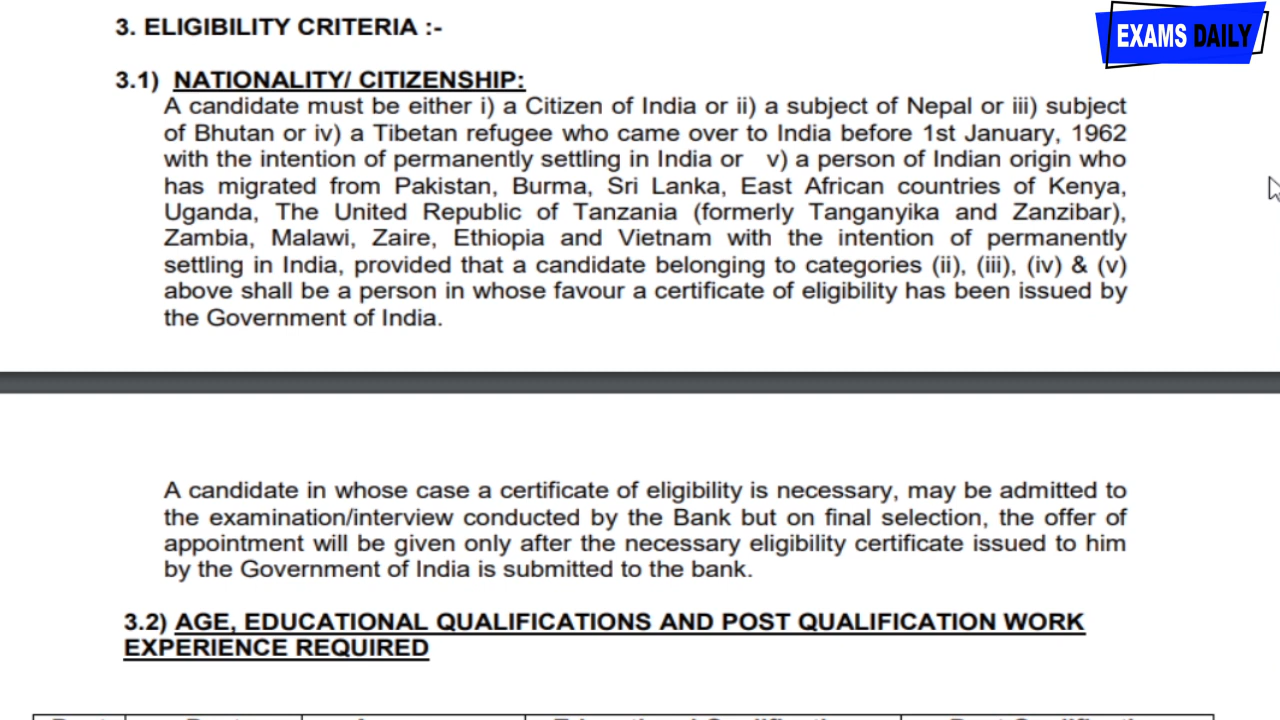 EXAMS DAILY
3. ELIGIBILITY CRITERIA :-
3.1) NATIONALITY/ CITIZENSHIP:
A candidate must be either i) a Citizen of India or ii) a subject of Nepal or iii) subject
of Bhutan or iv) a Tibetan refugee who came over to India before 1st January, 1962
with the intention of permanently settling in India or v) a person of Indian origin who
has migrated from Pakistan, Burma, Sri Lanka, East African countries of Kenya,
Uganda, The United Republic of Tanzania (formerly Tanganyika and Zanzibar),
Zambia, Malawi, Zaire, Ethiopia and Vietnam with the intention of permanently
settling in India, provided that a candidate belonging to categories (ii), (iii), (iv) & (v)
above shall be a person in whose favour a certificate of eligibility has been issued by
the Government of India.
A candidate in whose case a certificate of eligibility is necessary, may be admitted to
the examination/interview conducted by the Bank but on final selection, the offer of
appointment will be given only after the necessary eligibility certificate issued to him
by the Government of India is submitted to the bank.
3.2) AGE, EDUCATIONAL QUALIFICATIONS AND POST QUALIFICATION WORK
EXPERIENCE REQUIRED